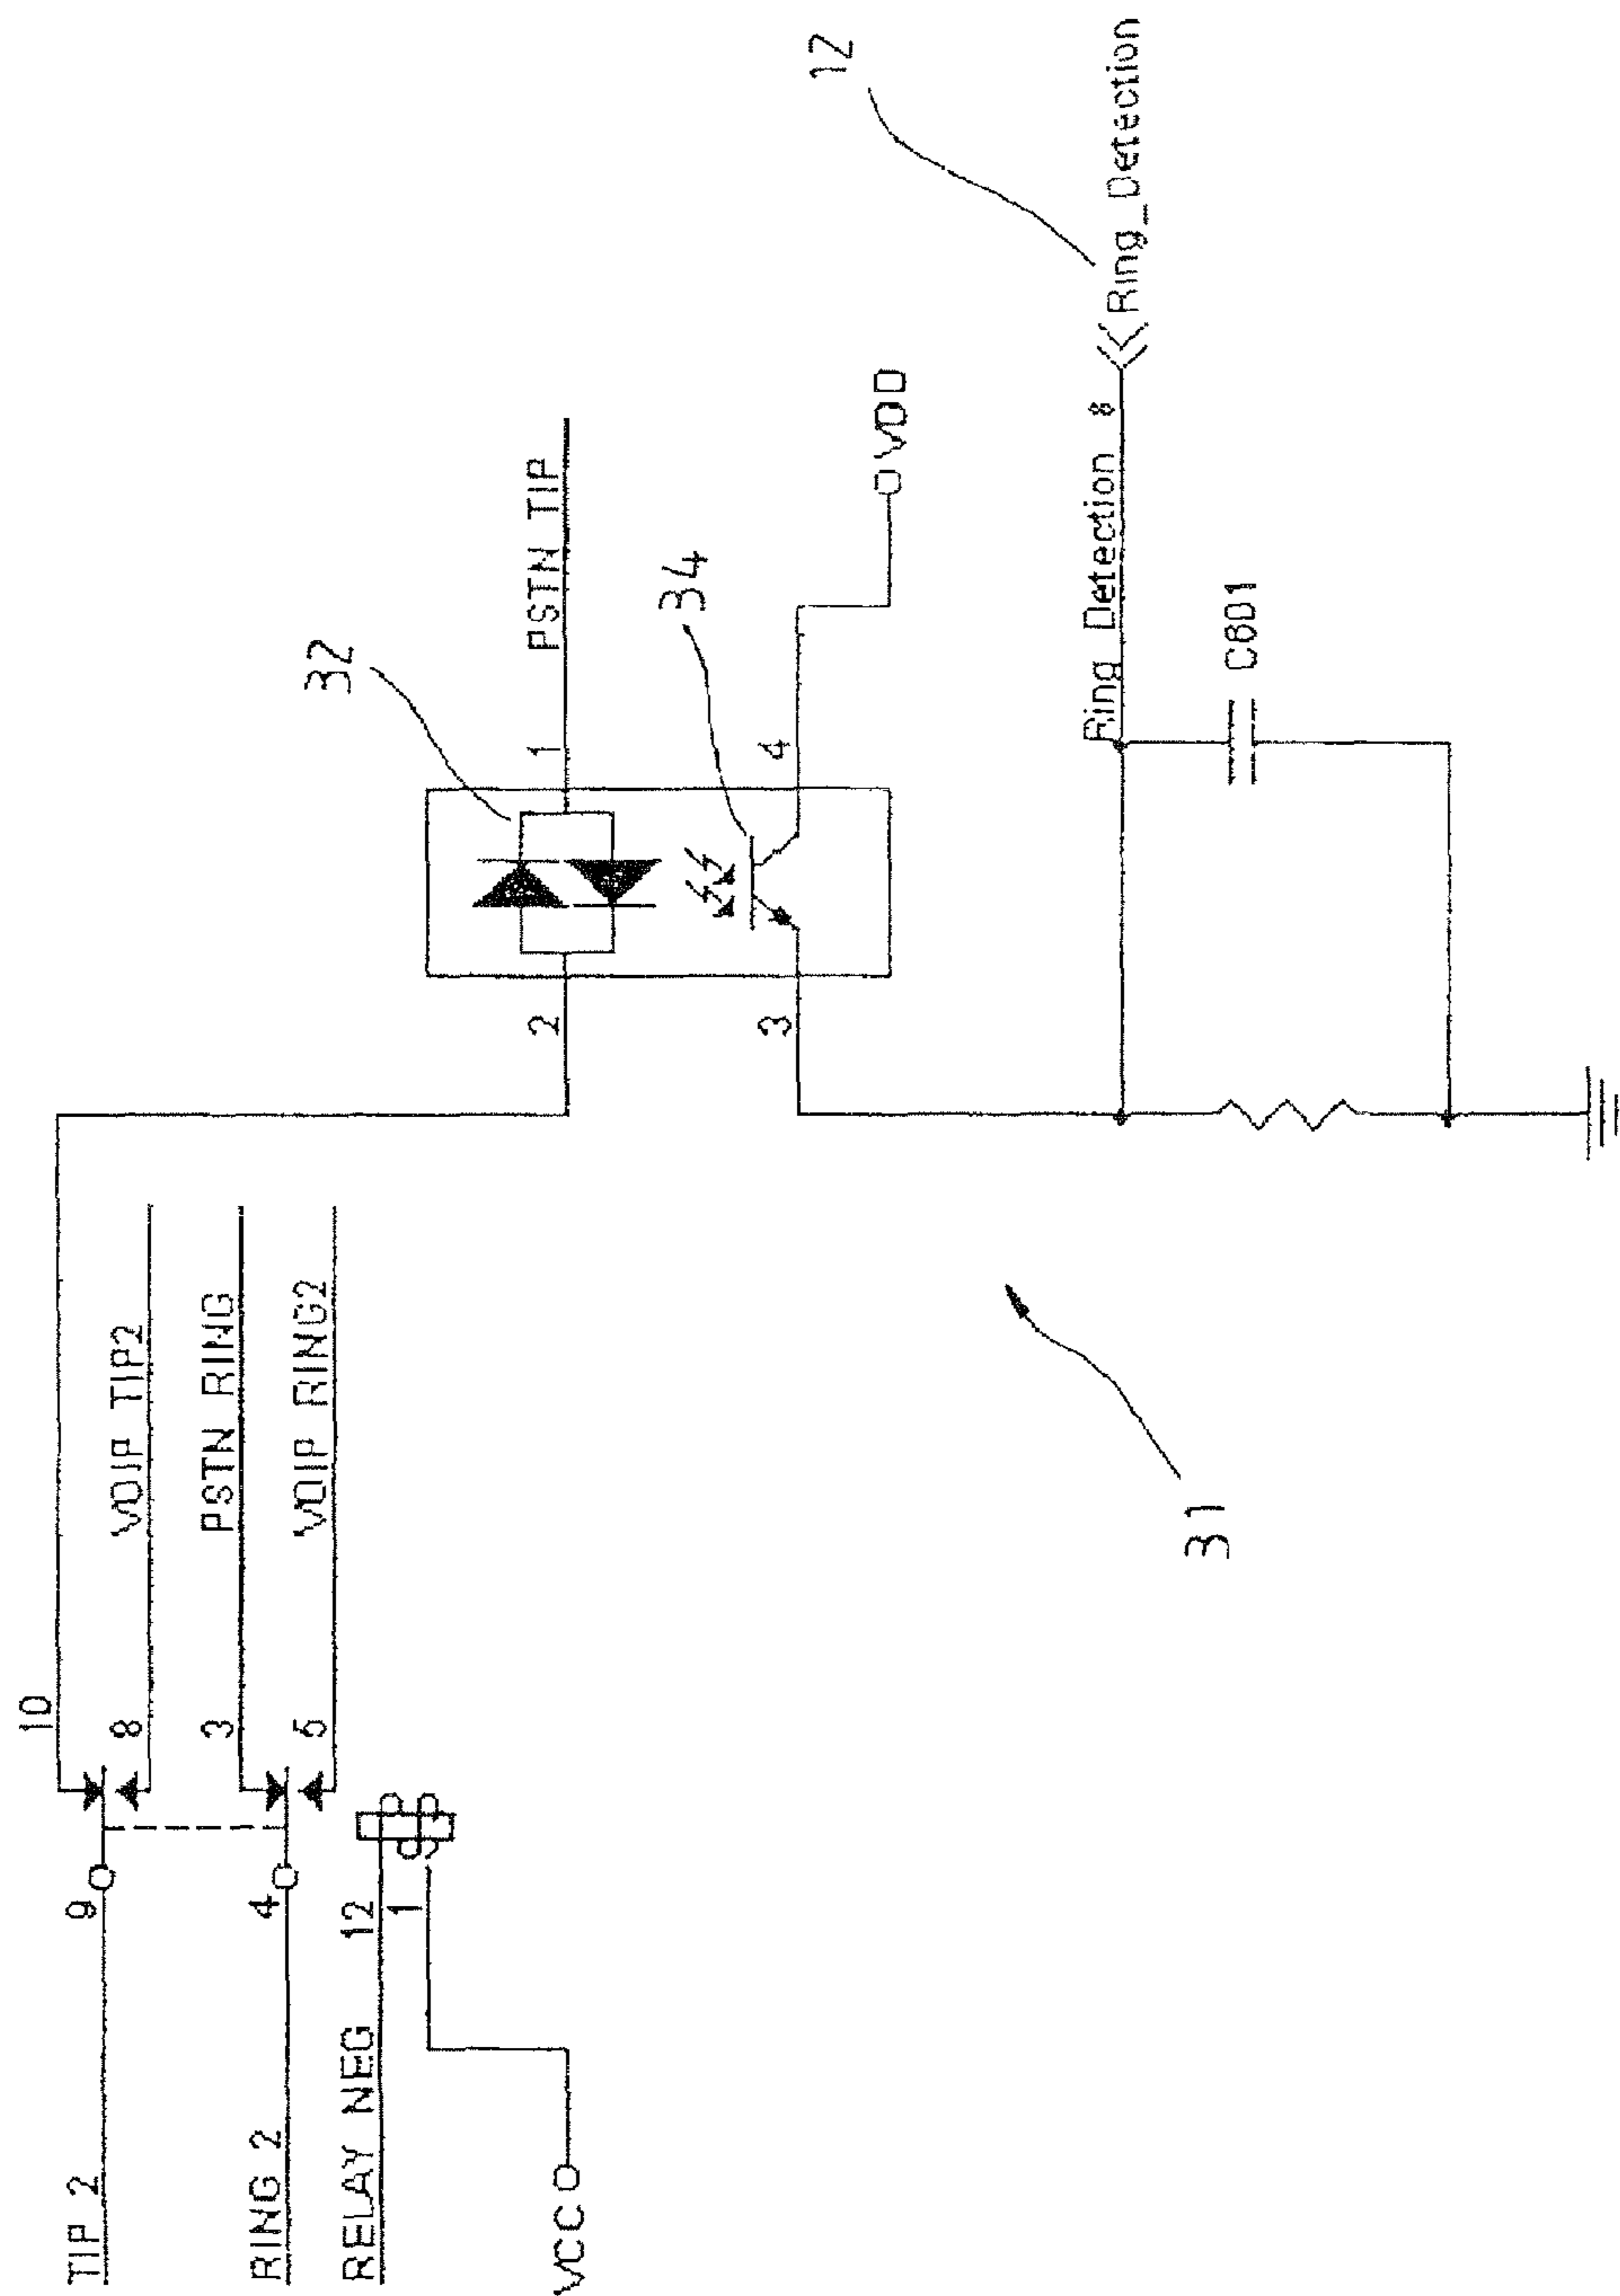 TIP 2
9
10
8
VOIP TIP2
RING 2
4
3
PSTN RING
5
VOIP RING2
RELAY NEG
12
1
VCC
32
2
1
PSTN TIP
34
3
4
VDD
31
Ring Detection 8
Ring_Detection
12
C601